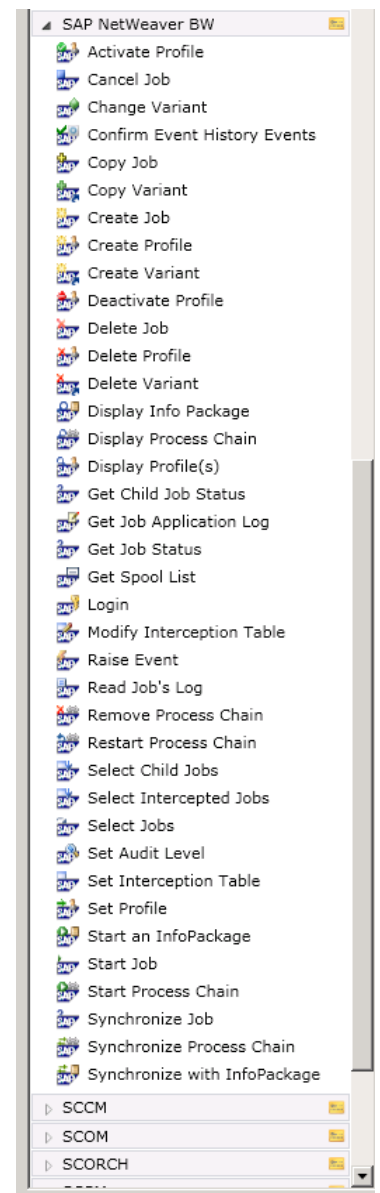 SAP NetWeaver BW
Activate Profile
Cancel Job
Change Variant
Confirm Event History Events
Copy Job
Copy Variant
Create Job
Create Profile
Create Variant
Deactivate Profile
Delete Job
Delete Profile
Delete Variant
Display Info Package
Display Process Chain
Display Profile(s)
Get Child Job Status
Get Job Application Log
Get Job Status
Get Spool List
Login
Modify Interception Table
Raise Event
Read Job's Log
Remove Process Chain
Restart Process Chain
Select Child Jobs
Select Intercepted Jobs
Select Jobs
Set Audit Level
Set Interception Table
Set Profile
Start an InfoPackage
Start Job
Start Process Chain
Synchronize Job
Synchronize Process Chain
Synchronize with InfoPackage
SCCM
SCOM
SCORCH